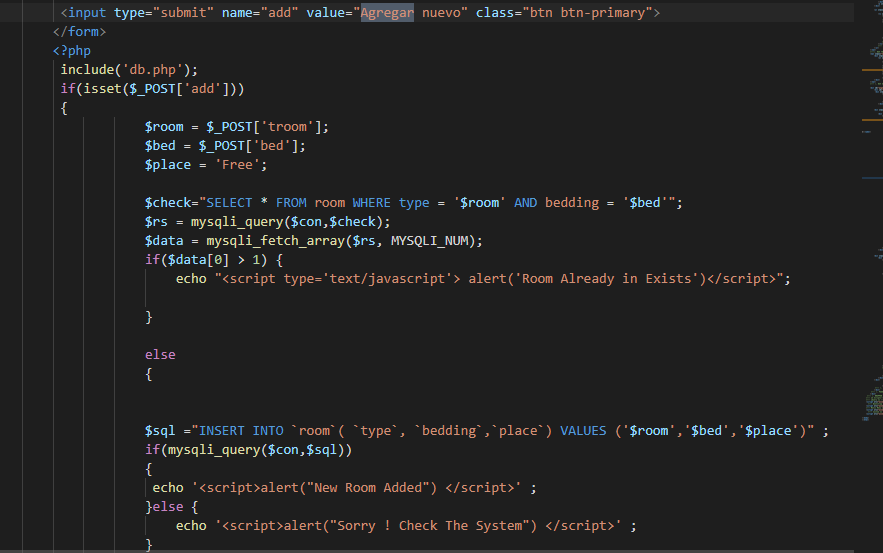 <input type="submit" name="add" value="Agregar nuevo" class="btn btn-primary">
</form>
<?php
include('db.php');
if(isset($_POST['add']))
{
$room = $_POST['troom'];
$bed = $_POST['bed'];
$place = 'Free';
$check="SELECT * FROM room WHERE type = '$room' AND bedding = '$bed'";
$rs = mysqli_query($con,$check);
$data = mysqli_fetch_array($rs, MYSQLI_NUM);
if($data[0] > 1) {
echo "<script type='text/javascript'> alert('Room Already in Exists')</script>";
}
else
{
$sql ="INSERT INTO `room`( `type`, `bedding`,`place`) VALUES ('$room','$bed','$place')" ;
if(mysqli_query($con,$sql))
{
echo '<script>alert("New Room Added") </script>' ;
}else {
echo '<script>alert("Sorry ! Check The System") </script>' ;
}